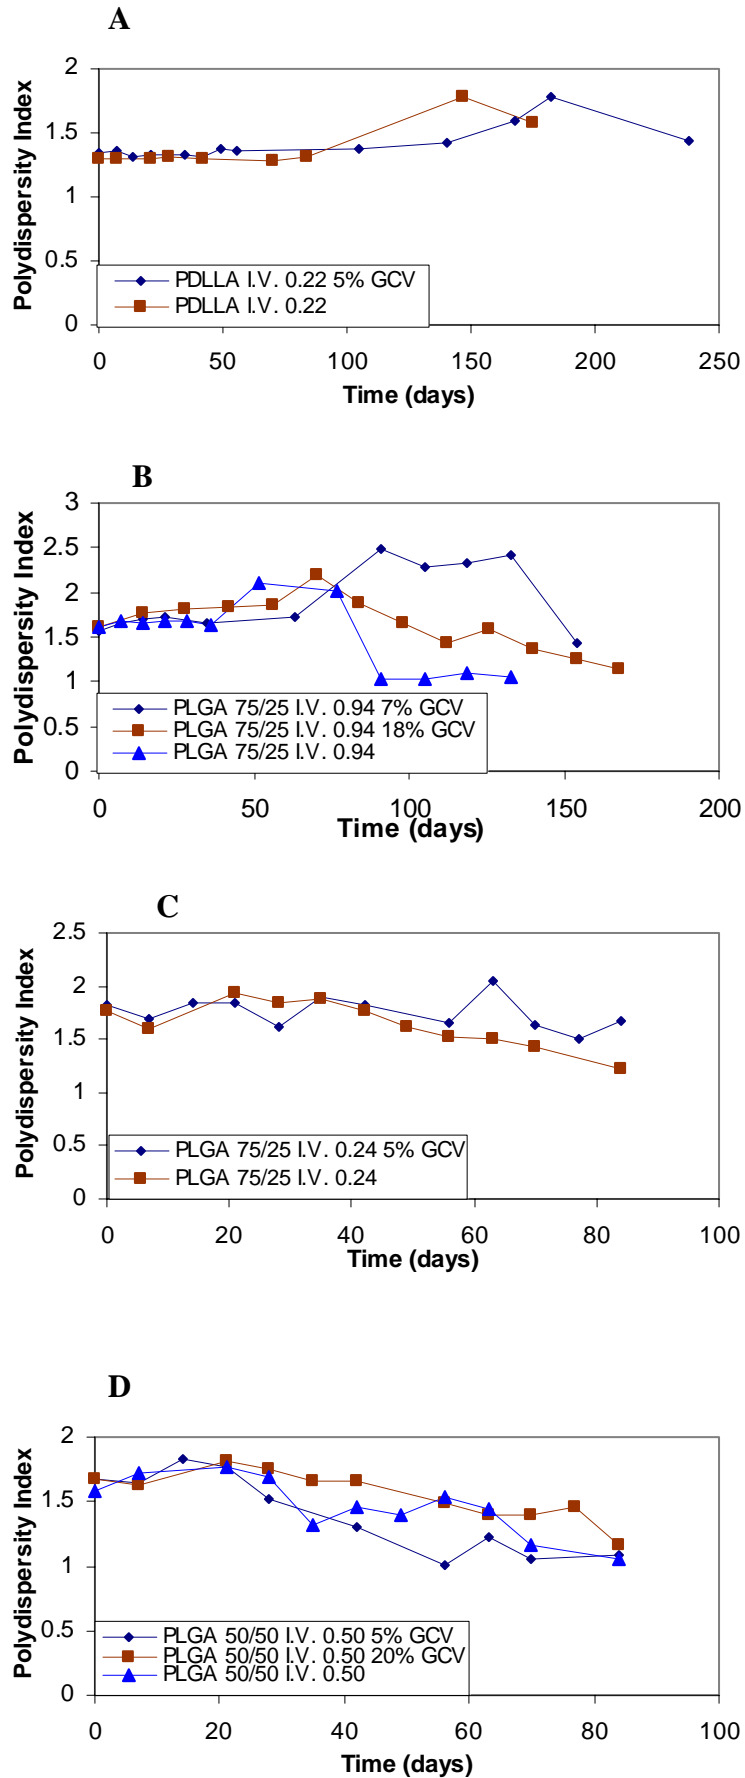 A
Polydispersity Index
2
1.5
1
0.5
0
PDLLA I.V. 0.22 5% GCV
PDLLA I.V. 0.22
0 50 100 150 200 250
Time (days)
B
Polydispersity Index
3
2.5
2
1.5
1
0.5
0
PLGA 75/25 I.V. 0.94 7% GCV
PLGA 75/25 I.V. 0.94 18% GCV
PLGA 75/25 I.V. 0.94
0 50 100 150 200
Time (days)
C
Polydispersity Index
2.5
2
1.5
1
0.5
0
PLGA 75/25 I.V. 0.24 5% GCV
PLGA 75/25 I.V. 0.24
0 20 40 60 80 100
Time (days)
D
Polydispersity Index
2
1.5
1
0.5
0
PLGA 50/50 I.V. 0.50 5% GCV
PLGA 50/50 I.V. 0.50 20% GCV
PLGA 50/50 I.V. 0.50
0 20 40 60 80 100
Time (days)